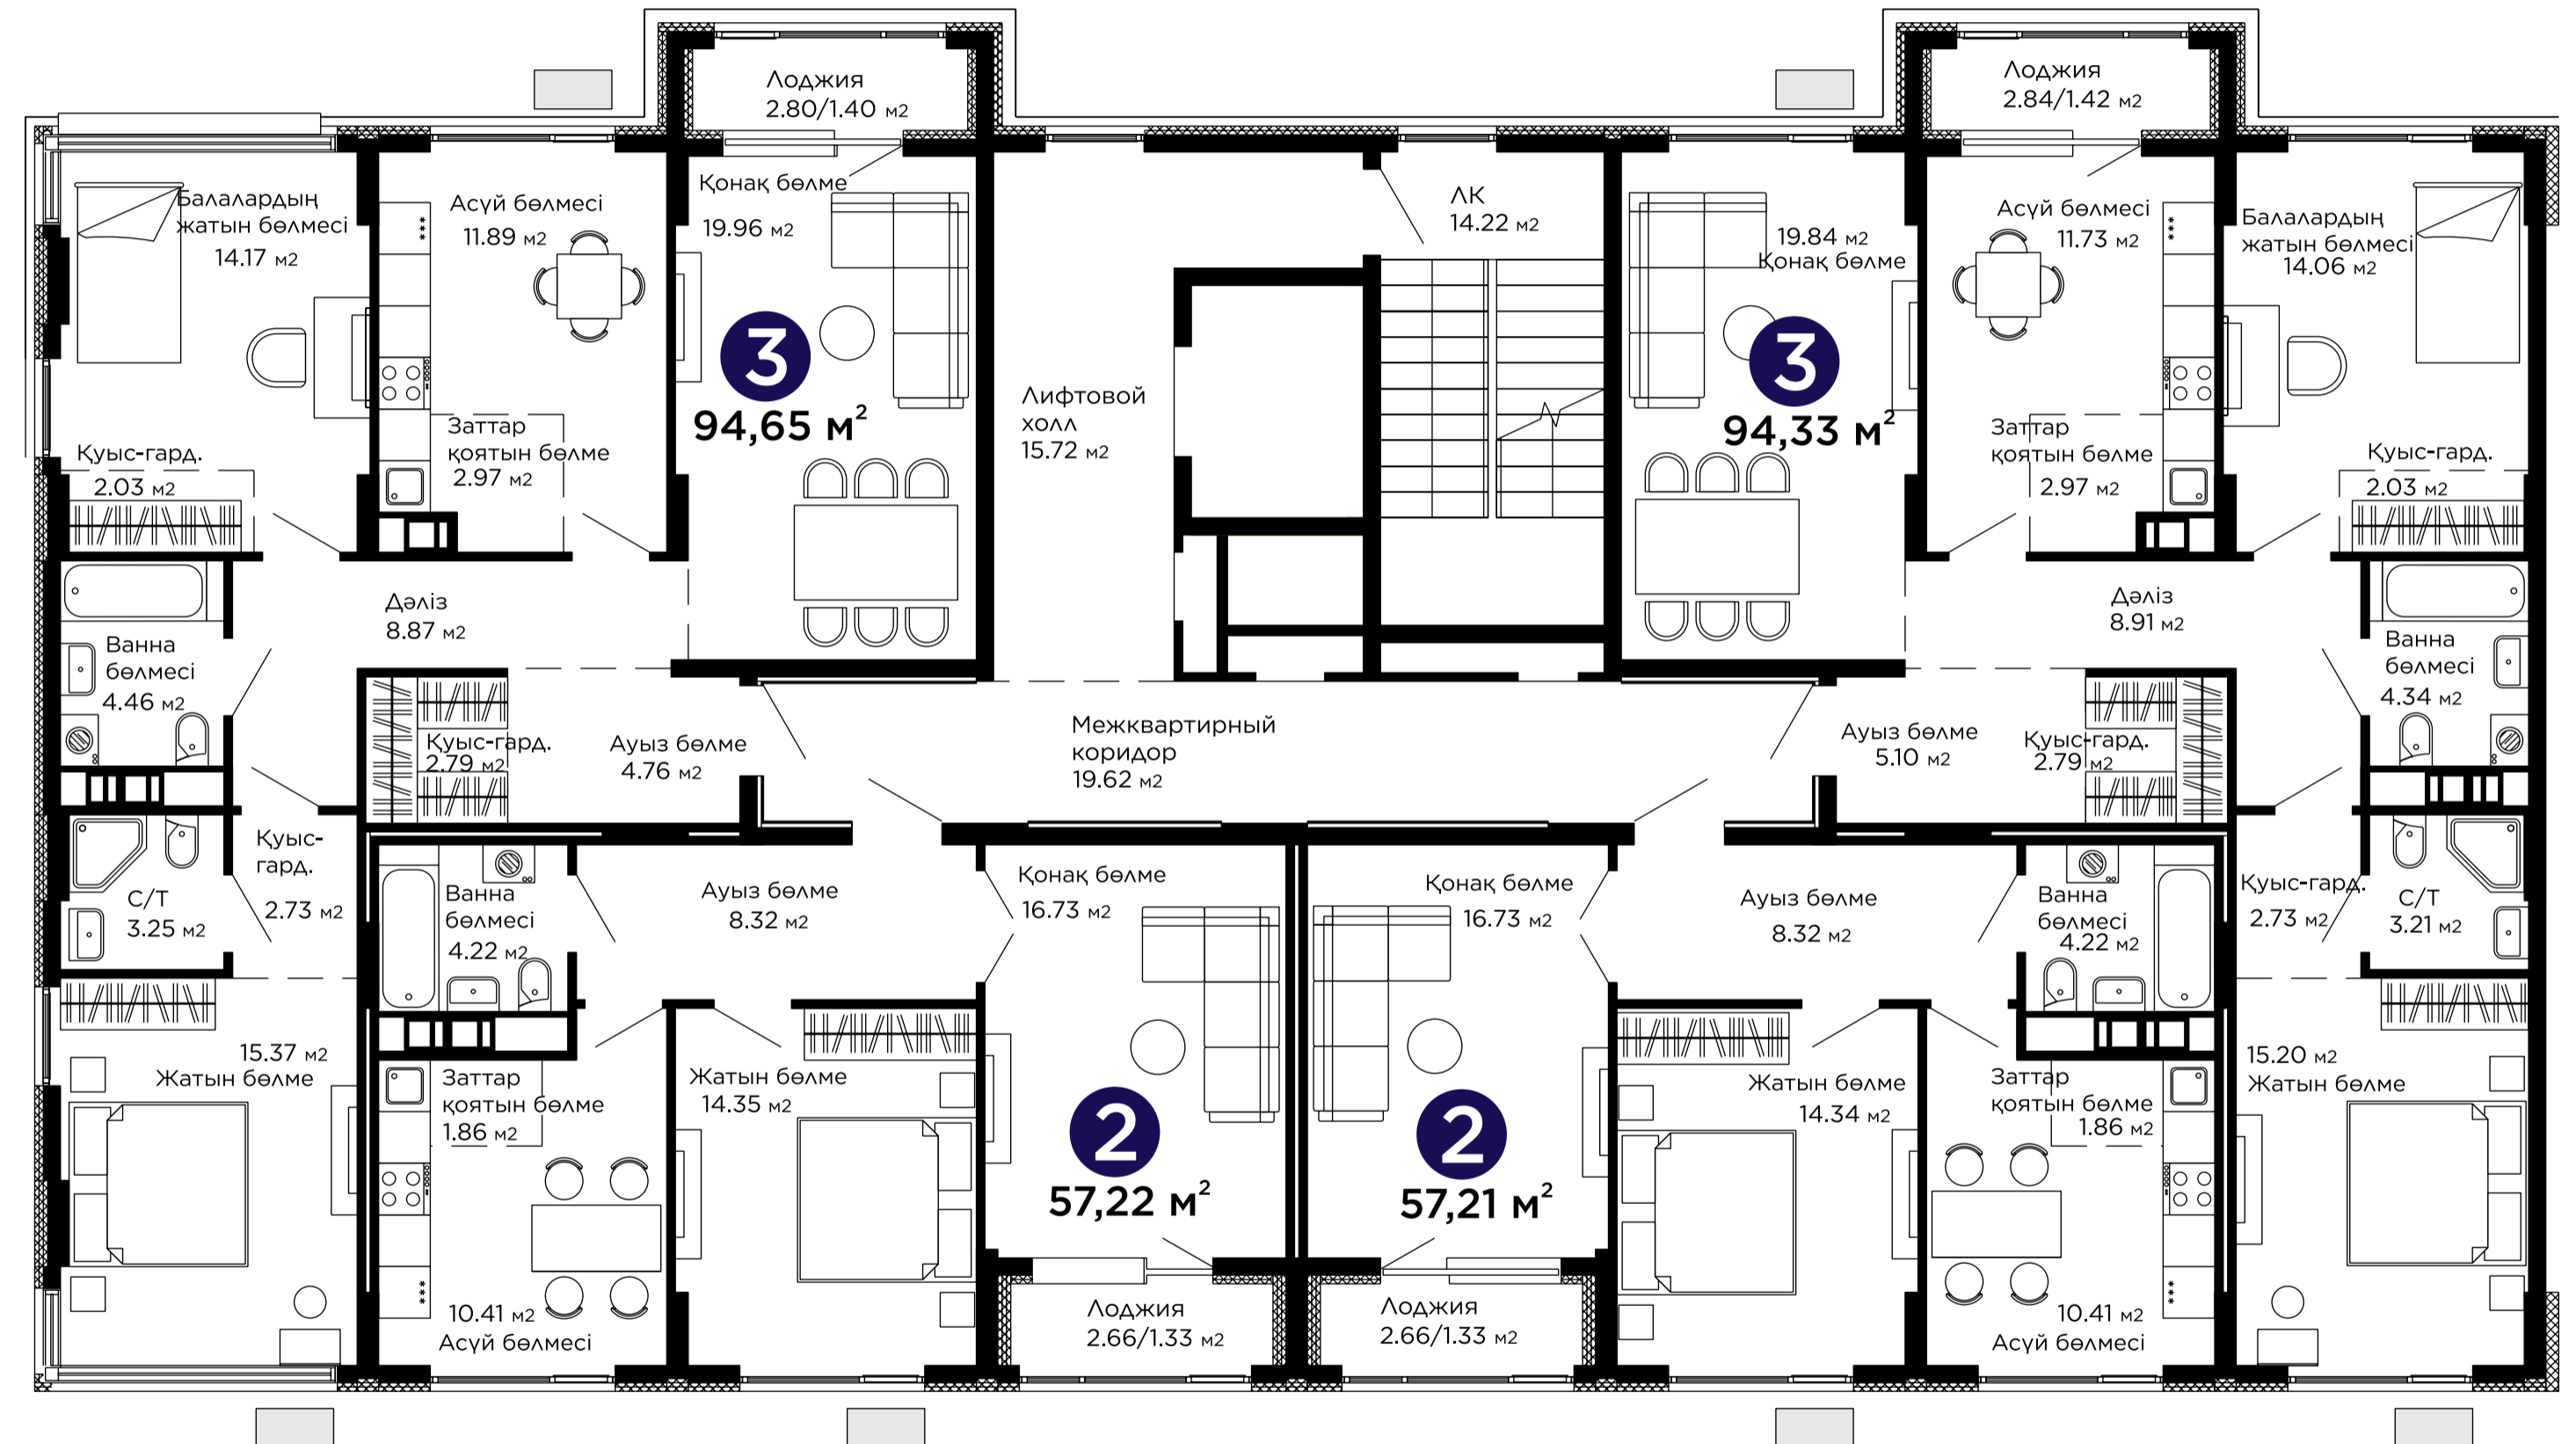 Лоджия
2.80/1.40 м2
Лоджия
2.84/1.42 м2
Балалардың
жатын бөлмесі
14.17 м2
Асүй бөлмесі
11.89 м2
Қонақ бөлме
19.96 м2
3
94,65 м²
Қуыс-гард.
2.03 м2
Заттар
қоятын бөлме
2.97 м2
Лифтовой
холл
15.72 м2
ЛК
14.22 м2
19.84 м2
Қонақ бөлме
3
94,33 м²
Асүй бөлмесі
11.73 м2
Заттар
қоятын бөлме
2.97 м2
Балалардың
жатын бөлмесі
14.06 м2
Қуыс-гард.
2.03 м2
Дәліз
8.87 м2
Ванна
бөлмесі
4.46 м2
Қуыс-гард.
2.79 м2
Ауыз бөлме
4.76 м2
Межквартирный
коридор
19.62 м2
Ауыз бөлме
5.10 м2
Қуыс-гард.
2.79 м2
Дәліз
8.91 м2
Ванна
бөлмесі
4.34 м2
С/Т
3.25 м2
Қуыс-
гард.
2.73 м2
Ванна
бөлмесі
4.22 м2
Ауыз бөлме
8.32 м2
Қонақ бөлме
16.73 м2
Қонақ бөлме
16.73 м2
Ауыз бөлме
8.32 м2
Ванна
бөлмесі
4.22 м2
Қуыс-гард.
2.73 м2
С/Т
3.21 м2
15.37 м2
Жатын бөлме
Заттар
қоятын бөлме
1.86 м2
Жатын бөлме
14.35 м2
2
57,22 м²
2
57,21 м²
Жатын бөлме
14.34 м2
Заттар
қоятын бөлме
1.86 м2
15.20 м2
Жатын бөлме
10.41 м2
Асүй бөлмесі
Лоджия
2.66/1.33 м2
Лоджия
2.66/1.33 м2
10.41 м2
Асүй бөлмесі